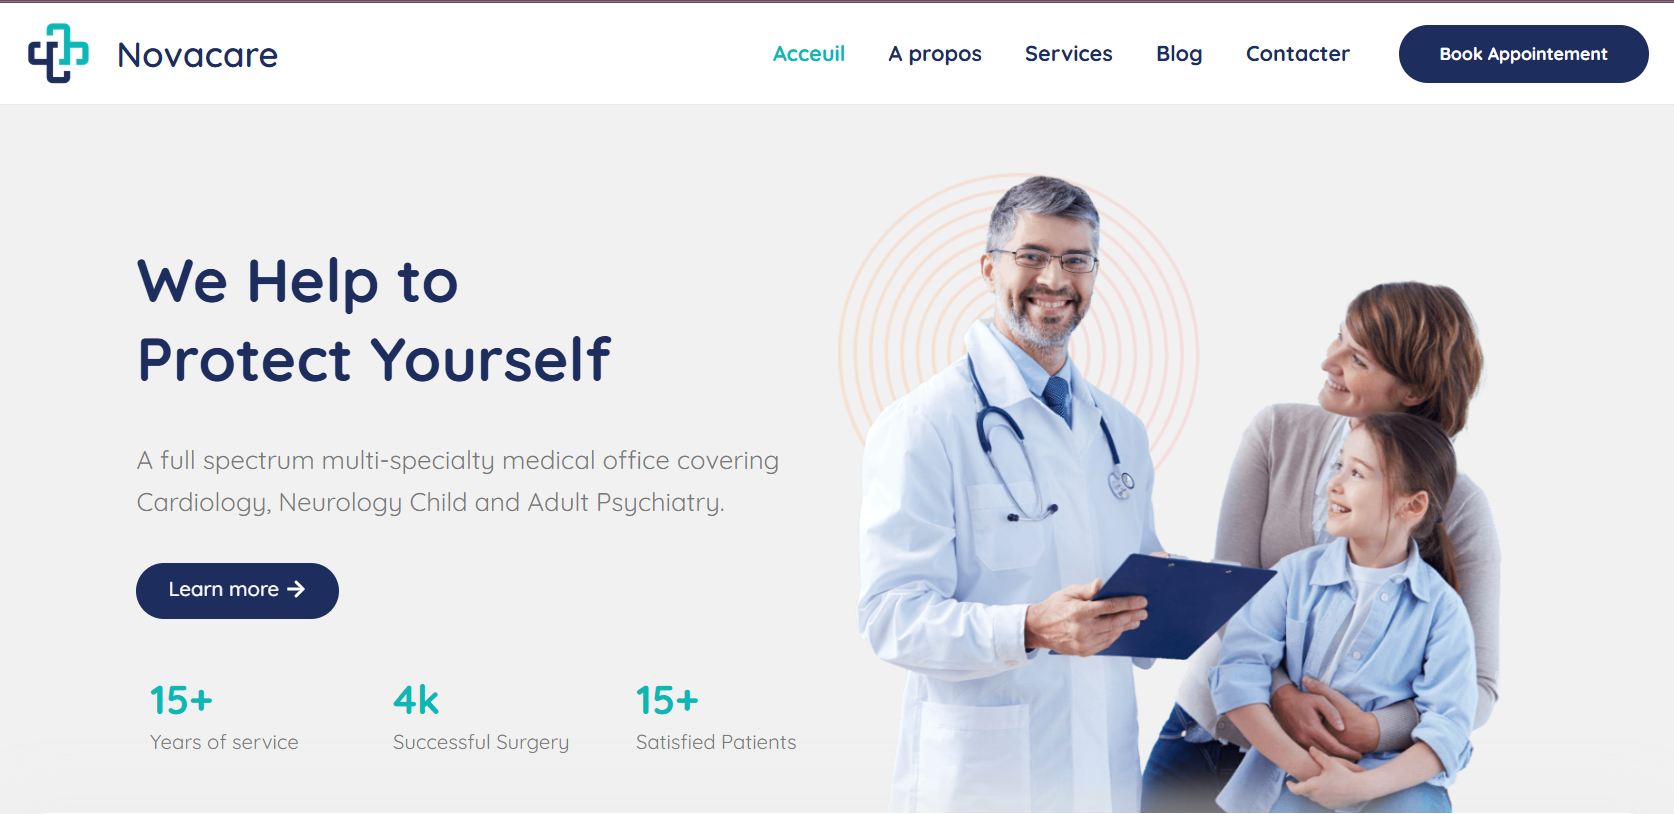 Novacare
Acceuil
A propos
Services
Blog
Contacter
Book Appointement
We Help to
Protect Yourself
A full spectrum multi-specialty medical office covering
Cardiology, Neurology Child and Adult Psychiatry.
Learn more →
15+
Years of service
4k
Successful Surgery
15+
Satisfied Patients